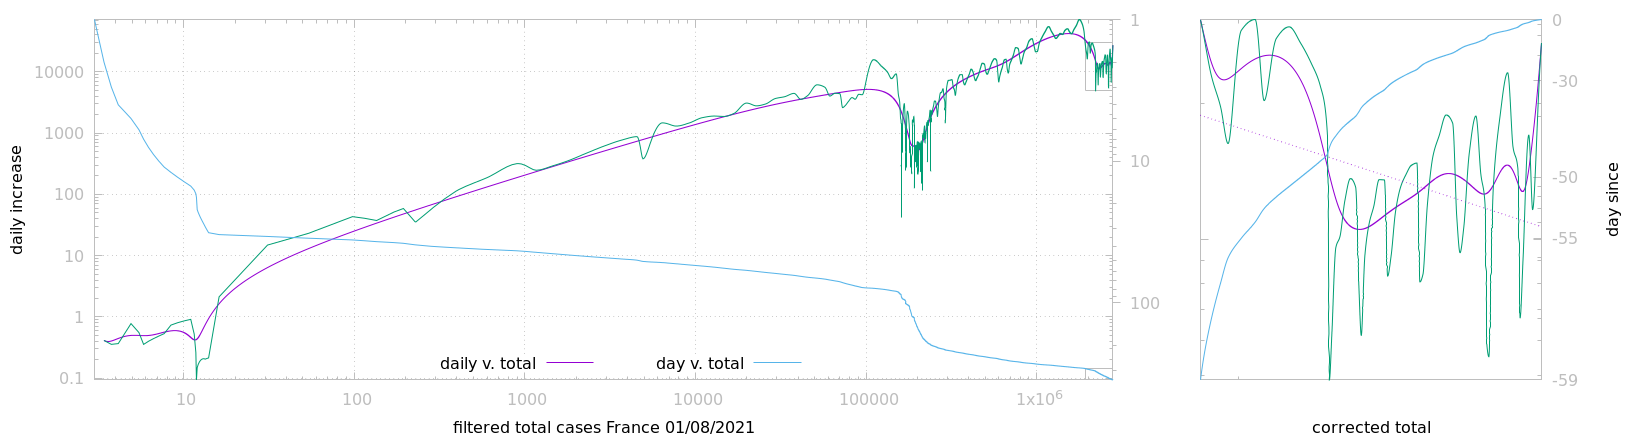 daily increase
10000
1000
100
10
1
0.1
10
100
1000
10000
100000
1x10^6
1
10
100
daily v. total
day v. total
filtered total cases France 01/08/2021
0
-30
-50
-55
-59
day since
corrected total